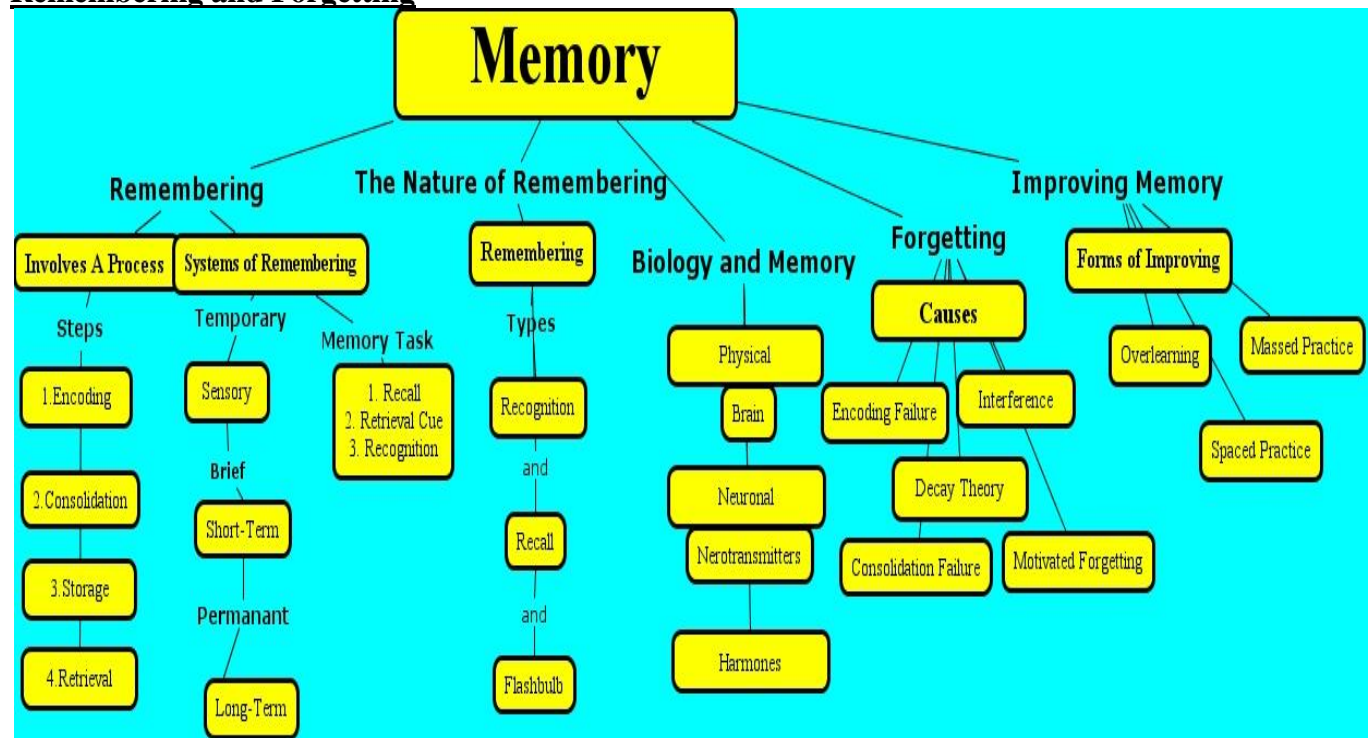 Remembering and Forgetting
Memory
Remembering
Involves A Process
Steps
1.Encoding
2.Consolidation
3.Storage
4.Retrieval
Systems of Remembering
Temporary
Sensory
Brief
Short-Term
Permanant
Long-Term
Memory Task
1. Recall
2. Retrieval Cue
3. Recognition
The Nature of Remembering
Remembering
Types
Recognition
and
Recall
and
Flashbulb
Biology and Memory
Physical
Brain
Neuronal
Nerotransmitters
Harmones
Forgetting
Causes
Encoding Failure
Consolidation Failure
Decay Theory
Interference
Motivated Forgetting
Improving Memory
Forms of Improving
Overlearning
Spaced Practice
Massed Practice